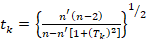 t_k = { n′(n−2) / n−n′[1+(T_k)²] }^{1/2}